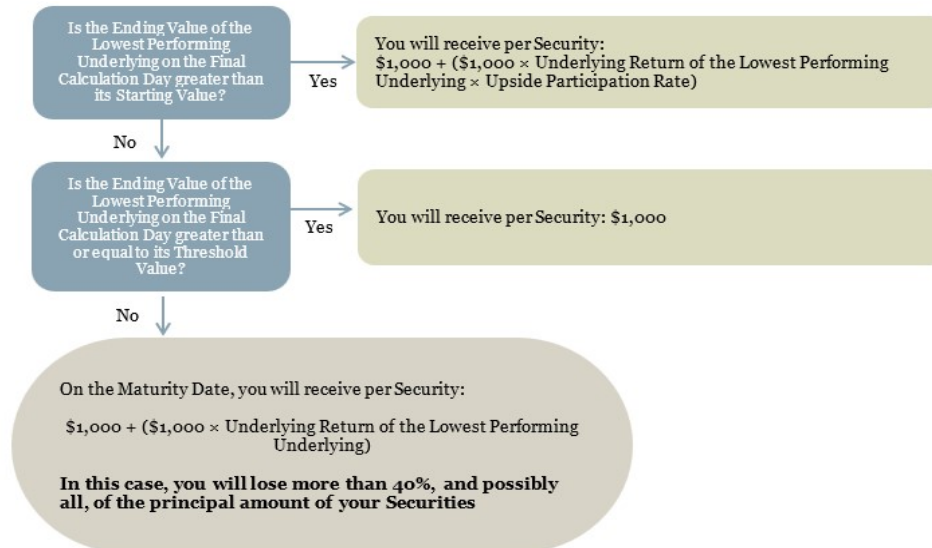 Is the Ending Value of the
Lowest Performing
Underlying on the Final
Calculation Day greater than
its Starting Value?
Yes
You will receive per Security:
$1,000 + ($1,000 × Underlying Return of the Lowest Performing
Underlying × Upside Participation Rate)
No
Is the Ending Value of the
Lowest Performing
Underlying on the Final
Calculation Day greater than
or equal to its Threshold
Value?
Yes
You will receive per Security: $1,000
No
On the Maturity Date, you will receive per Security:
$1,000 + ($1,000 × Underlying Return of the Lowest Performing
Underlying)
In this case, you will lose more than 40%, and possibly
all, of the principal amount of your Securities